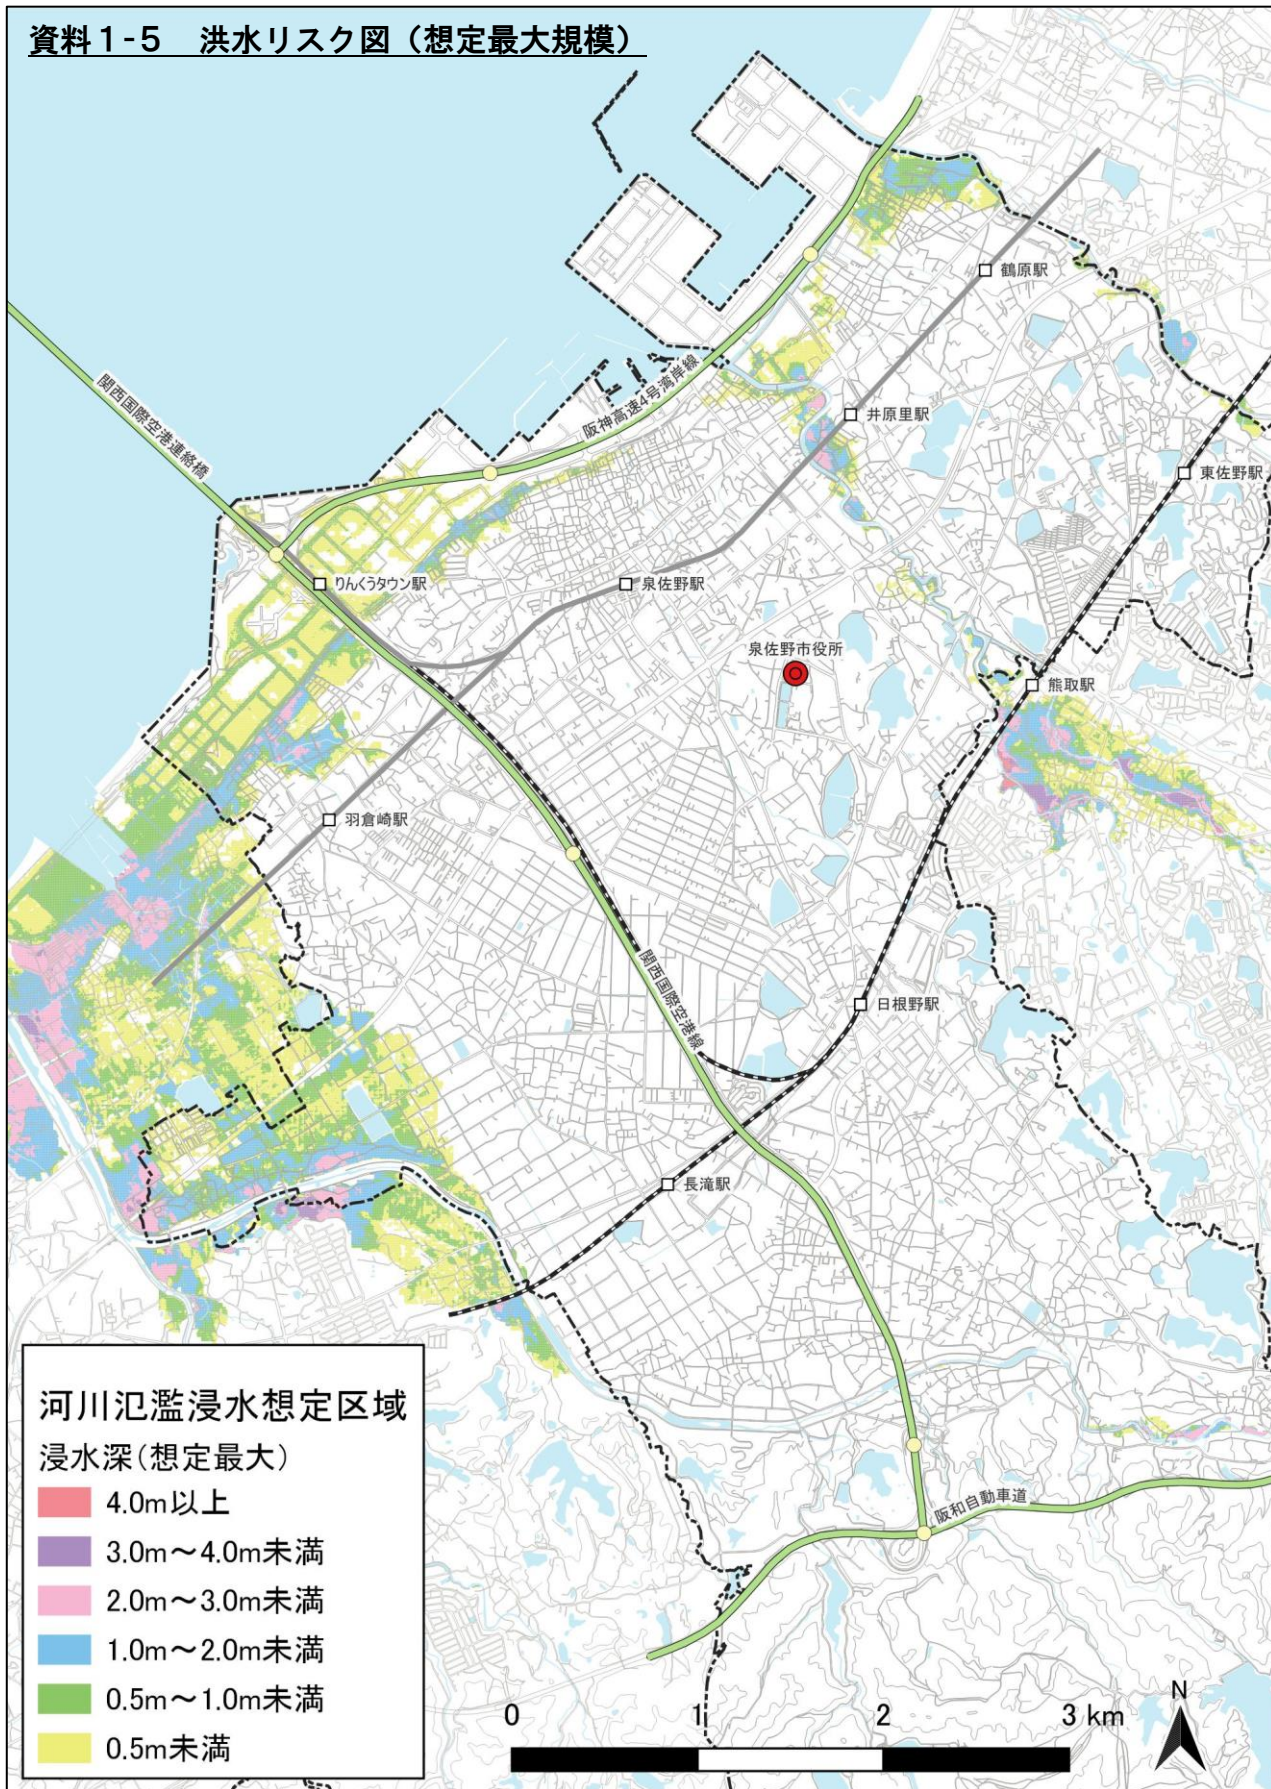 資料1-5 洪水リスク図（想定最大規模）
鶴原駅
関西国際空港連絡橋
阪神高速4号湾岸線
井原里駅
東佐野駅
りんくうタウン駅
泉佐野駅
泉佐野市役所
熊取駅
羽倉崎駅
関西国際空港線
日根野駅
長滝駅
阪和自動車道
河川氾濫浸水想定区域
浸水深(想定最大)
4.0m以上
3.0m～4.0m未満
2.0m～3.0m未満
1.0m～2.0m未満
0.5m～1.0m未満
0.5m未満
0 1 2 3 km
N